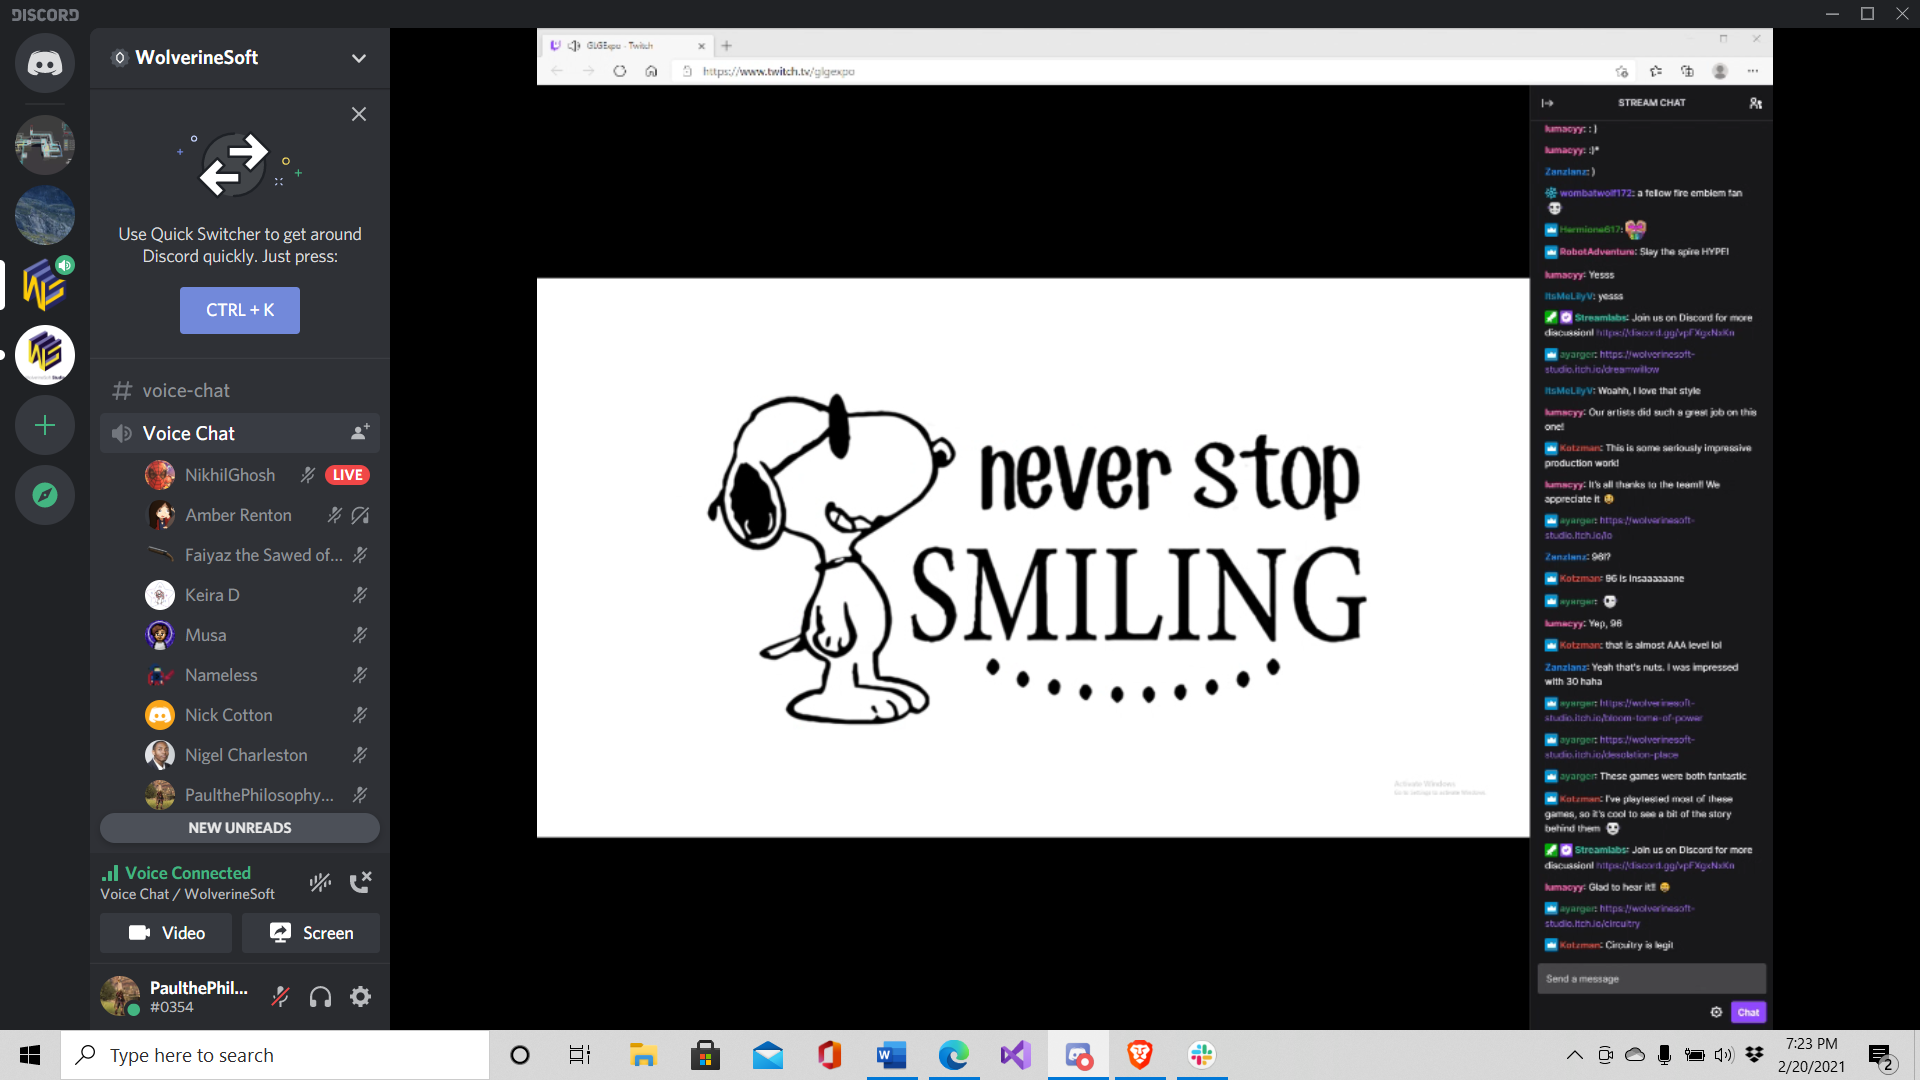 DISCORD
WolverineSoft
Use Quick Switcher to get around
Discord quickly. Just press:
CTRL + K
# voice-chat
Voice Chat
NikhilGhosh LIVE
Amber Renton
Faiyaz the Sawed of...
Keira D
Musa
Nameless
Nick Cotton
Nigel Charleston
PaulthePhilosophy...
NEW UNREADS
Voice Connected
Voice Chat / WolverineSoft
Video
Screen
PaulthePhil...
#0354
GLGExpo - Twitch
https://www.twitch.tv/glgexpo
never stop
SMILING
Activate Windows
Go to Settings to activate Windows.
STREAM CHAT
lumacyy: : )
lumacyy: :)*
Zanzlanz: )
wombatwolf172: a fellow fire emblem fan
Hermione617:
RobotAdventure: Slay the spire HYPE!
lumacyy: Yesss
ItsMeLilyV: yesss
Streamlabs: Join us on Discord for more
discussion! https://discord.gg/vpFXgxNxKn
ayarger: https://wolverinesoft-
studio.itch.io/dreamwillow
ItsMeLilyV: Woahh, I love that style
lumacyy: Our artists did such a great job on this
one!
Kotzman: This is some seriously impressive
production work!
lumacyy: It's all thanks to the team!! We
appreciate it
ayarger: https://wolverinesoft-
studio.itch.io/io
Zanzlanz: 96!?
Kotzman: 96 is insaaaaaane
ayarger:
lumacyy: Yep, 96
Kotzman: that is almost AAA level lol
Zanzlanz: Yeah that's nuts. I was impressed
with 30 haha
ayarger: https://wolverinesoft-
studio.itch.io/bloom-tome-of-power
ayarger: https://wolverinesoft-
studio.itch.io/desolation-place
ayarger: These games were both fantastic
Kotzman: I've playtested most of these
games, so it's cool to see a bit of the story
behind them
Streamlabs: Join us on Discord for more
discussion! https://discord.gg/vpFXgxNxKn
lumacyy: Glad to hear it!!
ayarger: https://wolverinesoft-
studio.itch.io/circuitry
Kotzman: Circuitry is legit
Send a message
Chat
Type here to search
7:23 PM
2/20/2021
2